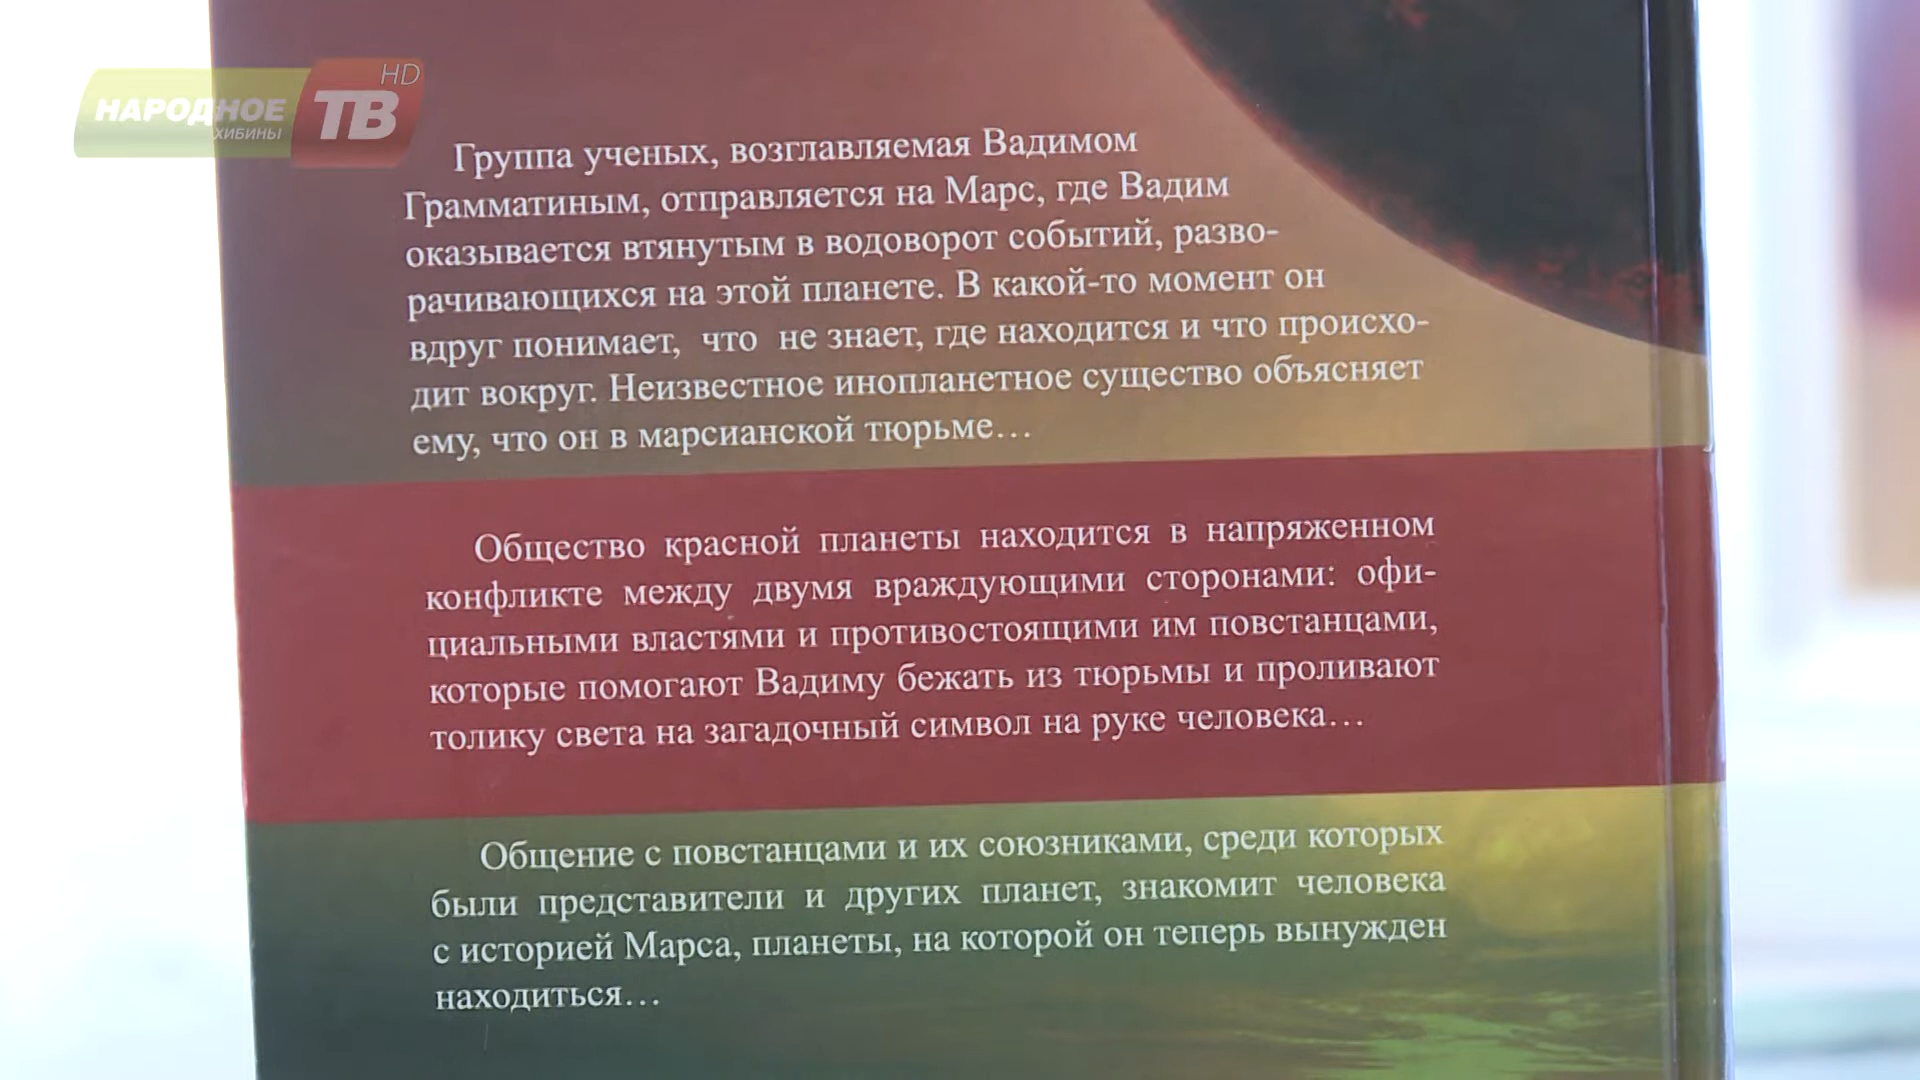 НАРОДНОЕ ТВ HD
ХИБИНЫ
Группа ученых, возглавляемая Вадимом
Грамматиным, отправляется на Марс, где Вадим
оказывается втянутым в водоворот событий, разво-
рачивающихся на этой планете. В какой-то момент он
вдруг понимает, что не знает, где находится и что происхо-
дит вокруг. Неизвестное инопланетное существо объясняет
ему, что он в марсианской тюрьме…
Общество красной планеты находится в напряженном
конфликте между двумя враждующими сторонами: офи-
циальными властями и противостоящими им повстанцами,
которые помогают Вадиму бежать из тюрьмы и проливают
толику света на загадочный символ на руке человека…
Общение с повстанцами и их союзниками, среди которых
были представители и других планет, знакомит человека
с историей Марса, планеты, на которой он теперь вынужден
находиться…